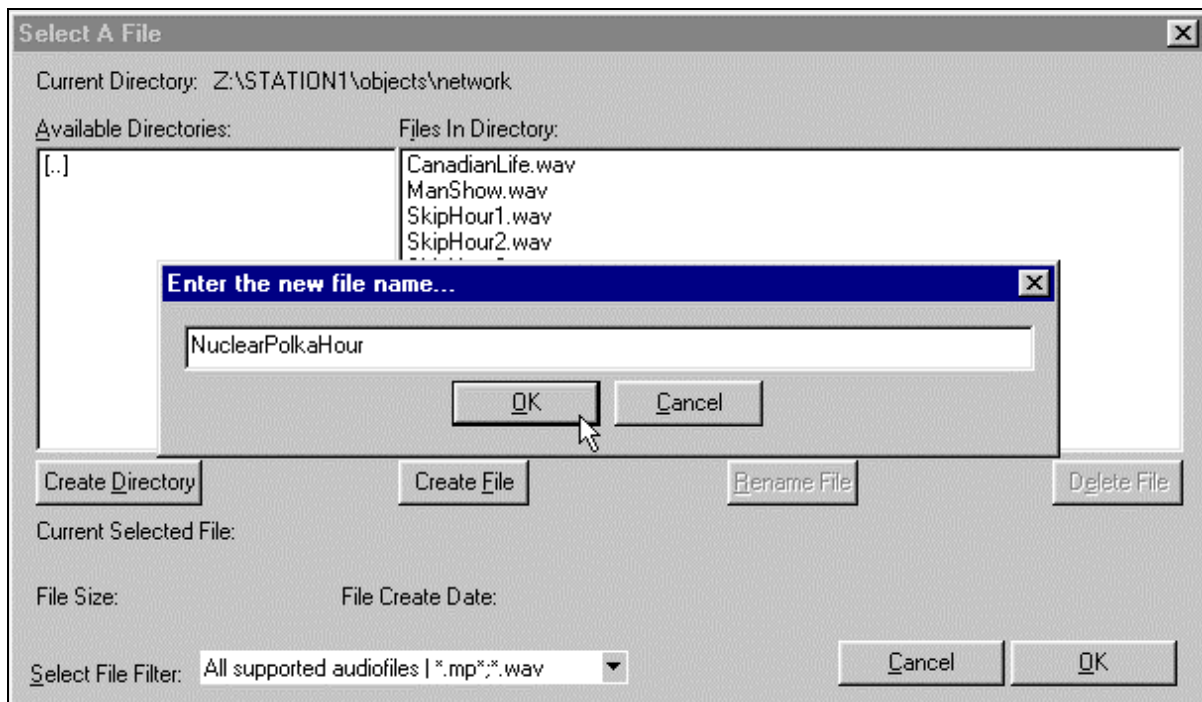 Select A File
Current Directory: Z:\STATION1\objects\network
Available Directories: Files In Directory:
[..]
CanadianLife.wav
ManShow.wav
SkipHour1.wav
SkipHour2.wav
Enter the new file name...
NuclearPolkaHour
OK Cancel
Create Directory Create File Rename File Delete File
Current Selected File:
File Size: File Create Date:
Select File Filter: All supported audiofiles | *.mp*;*.wav Cancel OK